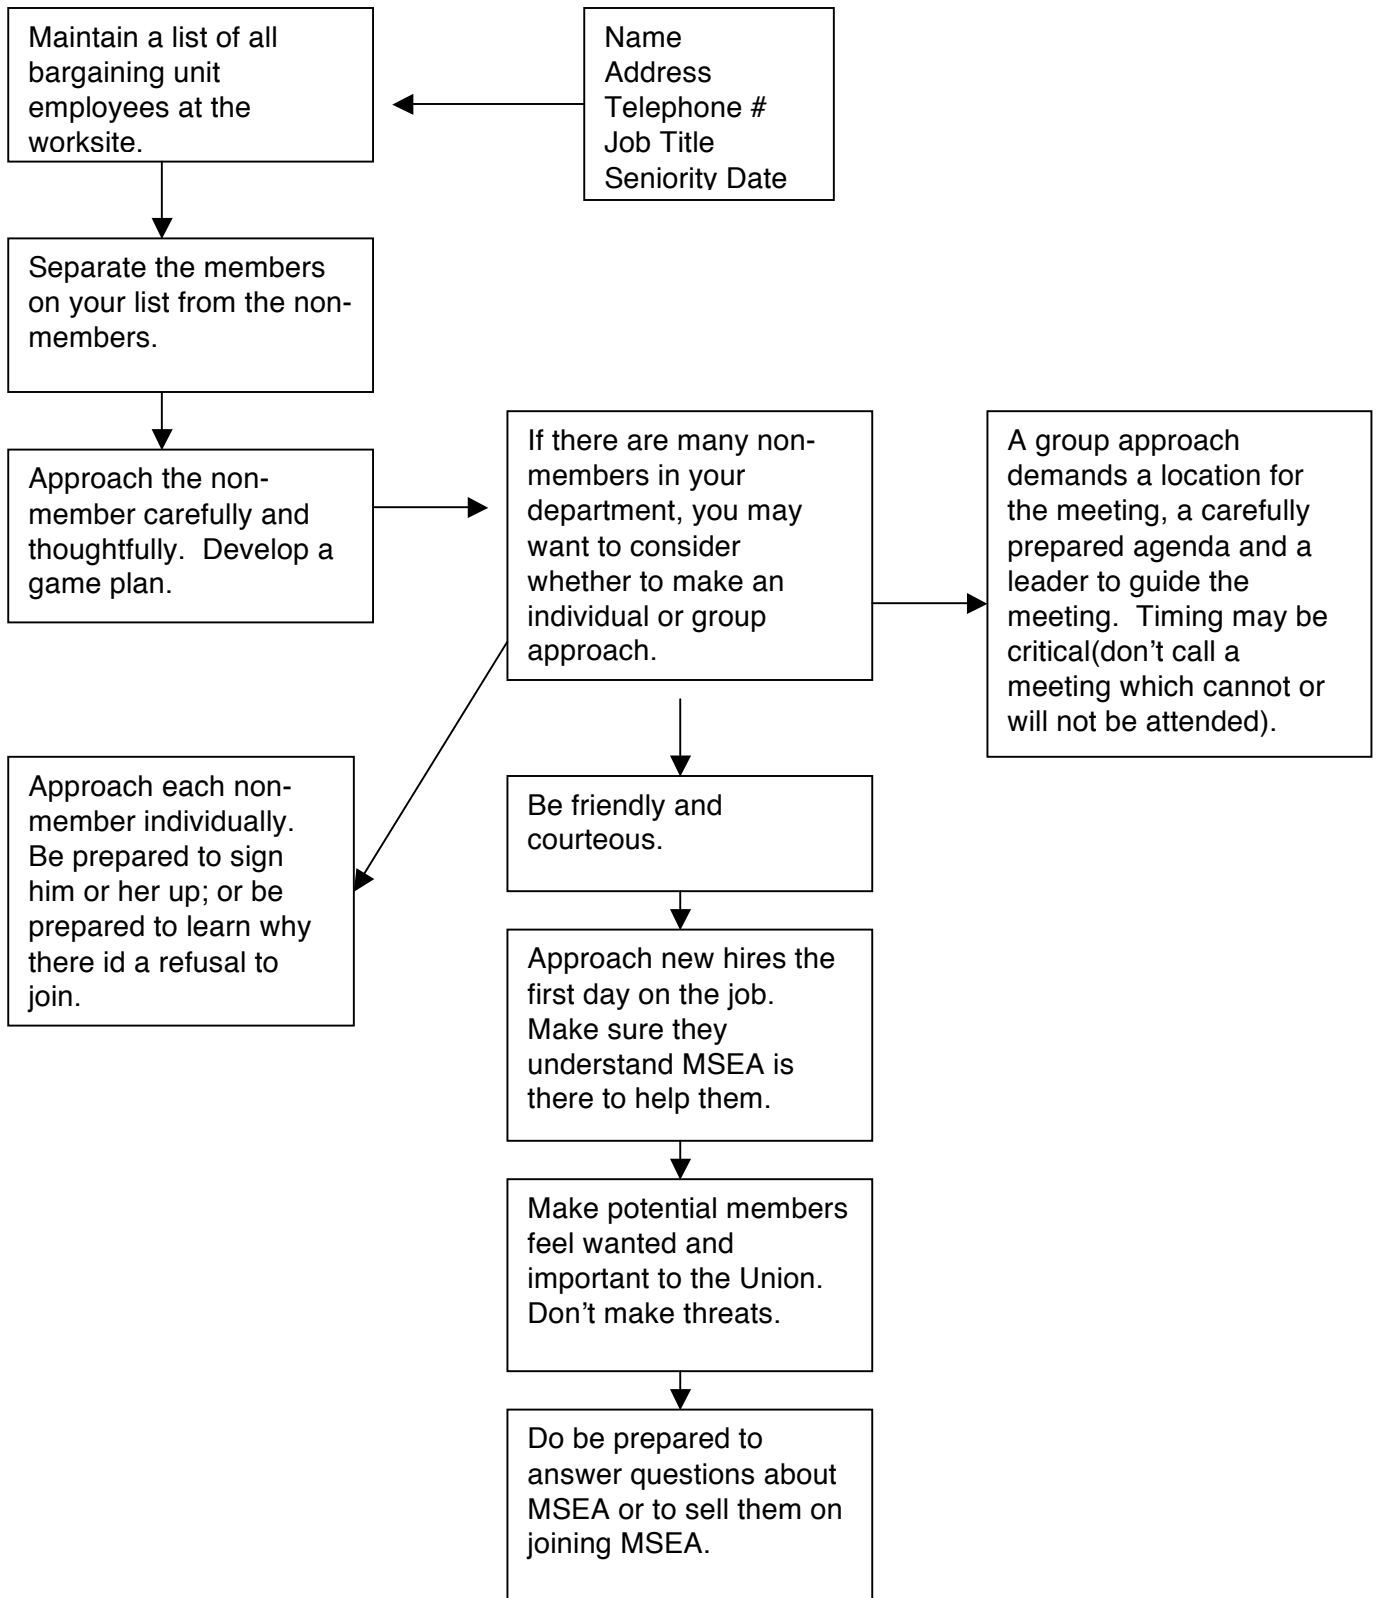 Maintain a list of all
bargaining unit
employees at the
worksite.
Name
Address
Telephone #
Job Title
Seniority Date
Separate the members
on your list from the non-
members.
Approach the non-
member carefully and
thoughtfully.  Develop a
game plan.
If there are many non-
members in your
department, you may
want to consider
whether to make an
individual or group
approach.
A group approach
demands a location for
the meeting, a carefully
prepared agenda and a
leader to guide the
meeting.  Timing may be
critical(don't call a
meeting which cannot or
will not be attended).
Approach each non-
member individually.
Be prepared to sign
him or her up; or be
prepared to learn why
there id a refusal to
join.
Be friendly and
courteous.
Approach new hires the
first day on the job.
Make sure they
understand MSEA is
there to help them.
Make potential members
feel wanted and
important to the Union.
Don't make threats.
Do be prepared to
answer questions about
MSEA or to sell them on
joining MSEA.